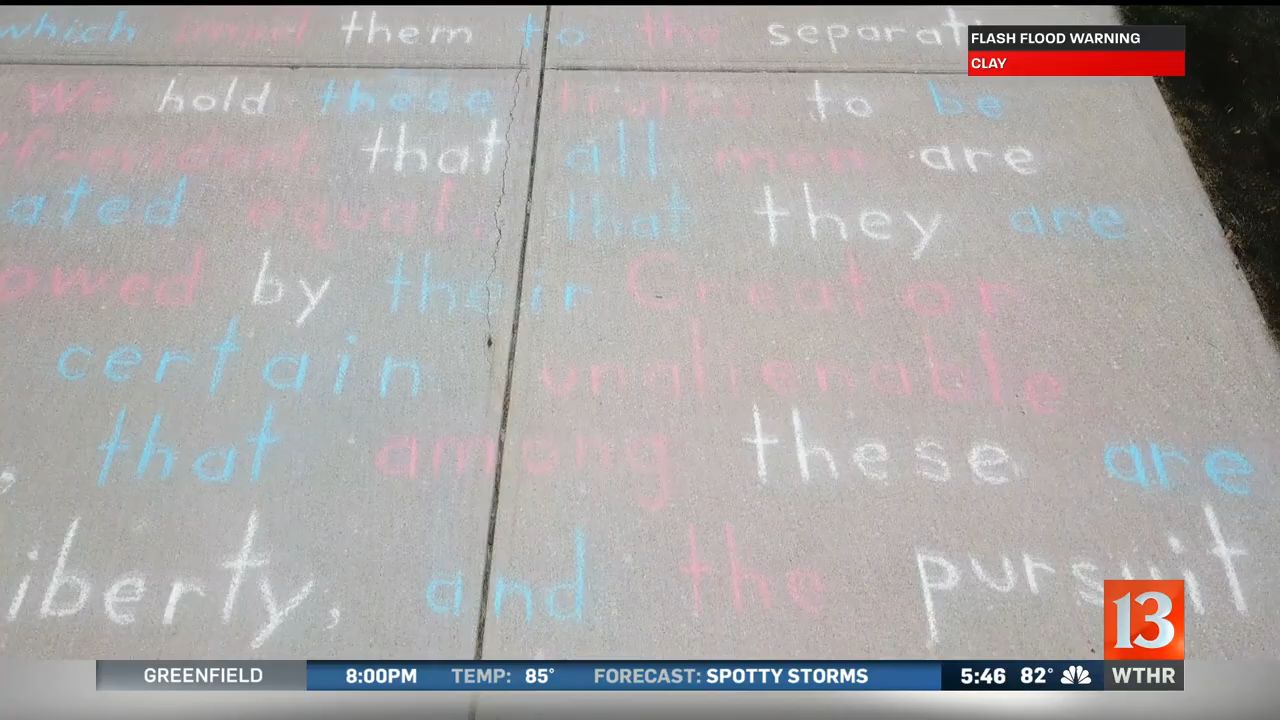 which impel them to the separati
We hold these truths to be
lf-evident, that all men are
ated equal, that they are
owed by their Creator
certain unalienable
, that among these are
iberty, and the pursuit
FLASH FLOOD WARNING
CLAY
13
GREENFIELD 8:00PM TEMP: 85° FORECAST: SPOTTY STORMS 5:46 82° WTHR